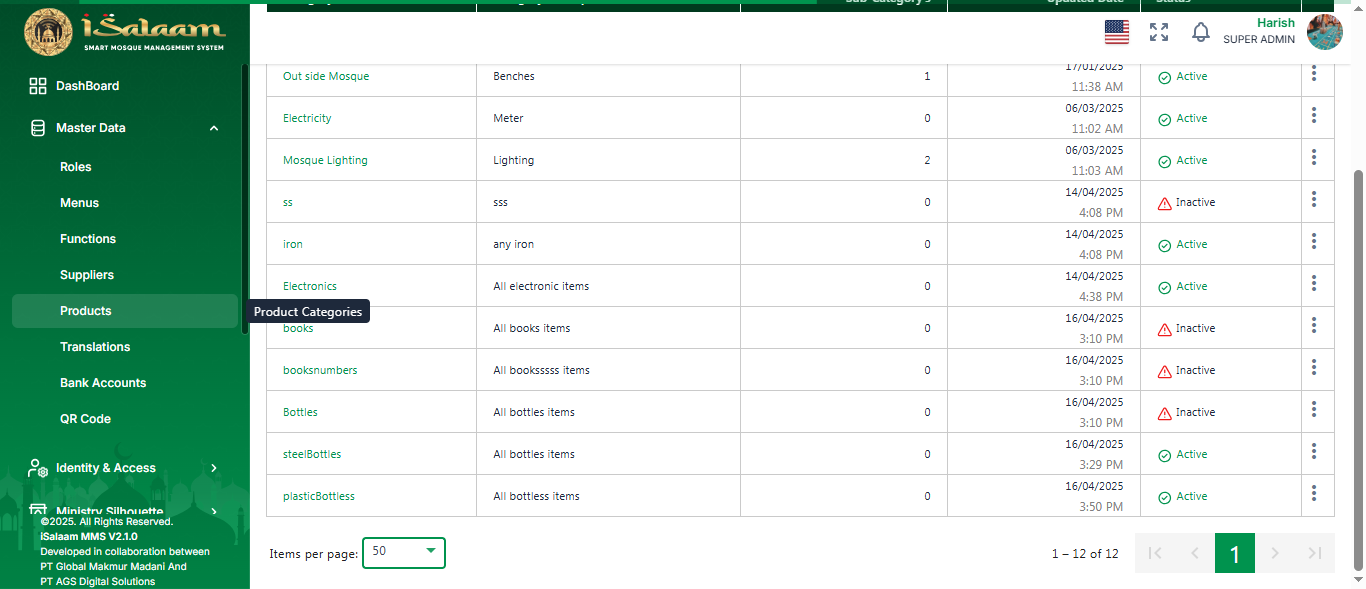 iSalaam
SMART MOSQUE MANAGEMENT SYSTEM
Harish
SUPER ADMIN
DashBoard
Master Data
Roles
Menus
Functions
Suppliers
Products
Translations
Bank Accounts
QR Code
Identity & Access
Ministry Silhouette
©2025. All Rights Reserved.
iSalaam MMS V2.1.0
Developed in collaboration between
PT Global Makmur Madani And
PT AGS Digital Solutions
Product Categories
Out side Mosque Benches 1 17/01/2025 11:38 AM Active
Electricity Meter 0 06/03/2025 11:02 AM Active
Mosque Lighting Lighting 2 06/03/2025 11:03 AM Active
ss sss 0 14/04/2025 4:08 PM Inactive
iron any iron 0 14/04/2025 4:08 PM Active
Electronics All electronic items 0 14/04/2025 4:38 PM Active
books All books items 0 16/04/2025 3:10 PM Inactive
booksnumbers All booksssss items 0 16/04/2025 3:10 PM Inactive
Bottles All bottles items 0 16/04/2025 3:10 PM Inactive
steelBottles All bottles items 0 16/04/2025 3:29 PM Active
plasticBottless All bottless items 0 16/04/2025 3:50 PM Active
Items per page: 50
1 – 12 of 12
1